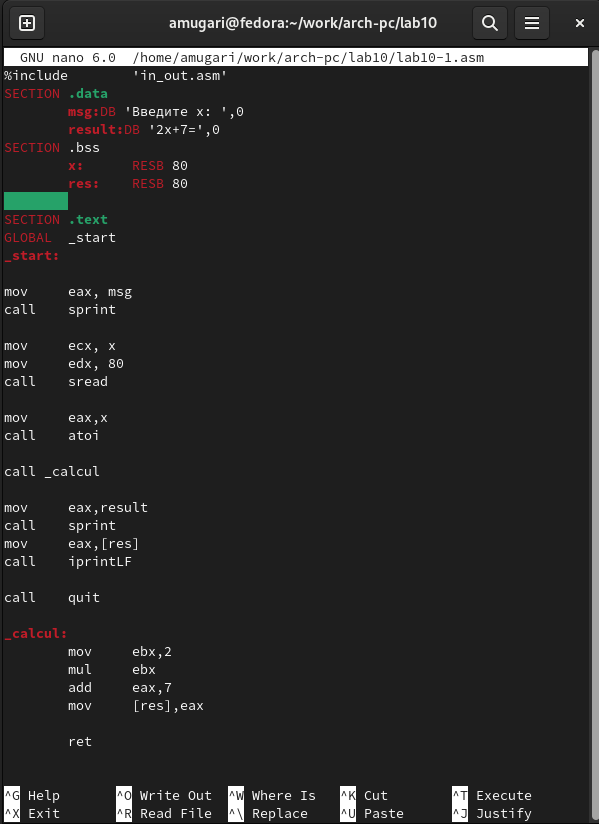 amugari@fedora:~/work/arch-pc/lab10
GNU nano 6.0 /home/amugari/work/arch-pc/lab10/lab10-1.asm
%include 'in_out.asm'
SECTION .data
msg:DB 'Введите x: ',0
result:DB '2x+7=',0
SECTION .bss
x: RESB 80
res: RESB 80
SECTION .text
GLOBAL _start
_start:
mov eax, msg
call sprint
mov ecx, x
mov edx, 80
call sread
mov eax,x
call atoi
call _calcul
mov eax,result
call sprint
mov eax,[res]
call iprintLF
call quit
_calcul:
mov ebx,2
mul ebx
add eax,7
mov [res],eax
ret
^G Help ^O Write Out ^W Where Is ^K Cut ^T Execute
^X Exit ^R Read File ^\ Replace ^U Paste ^J Justify